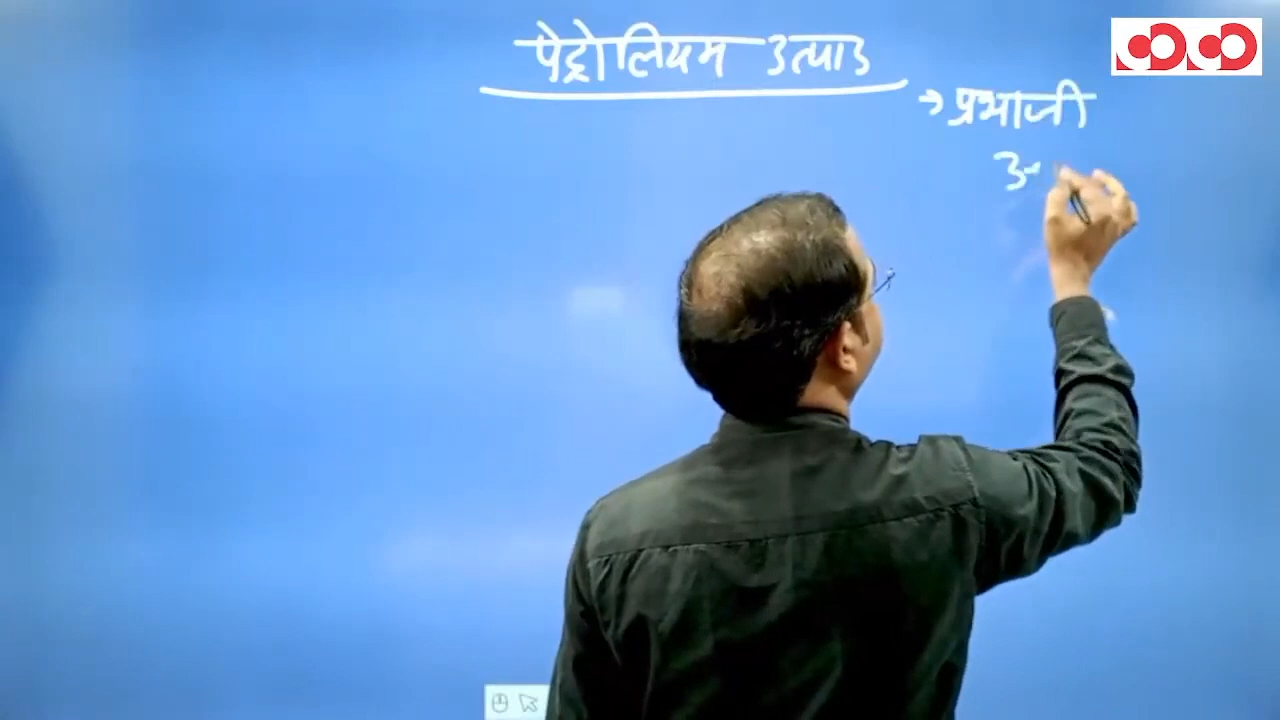 पेट्रोलियम उत्पाद
→ प्रभाजी